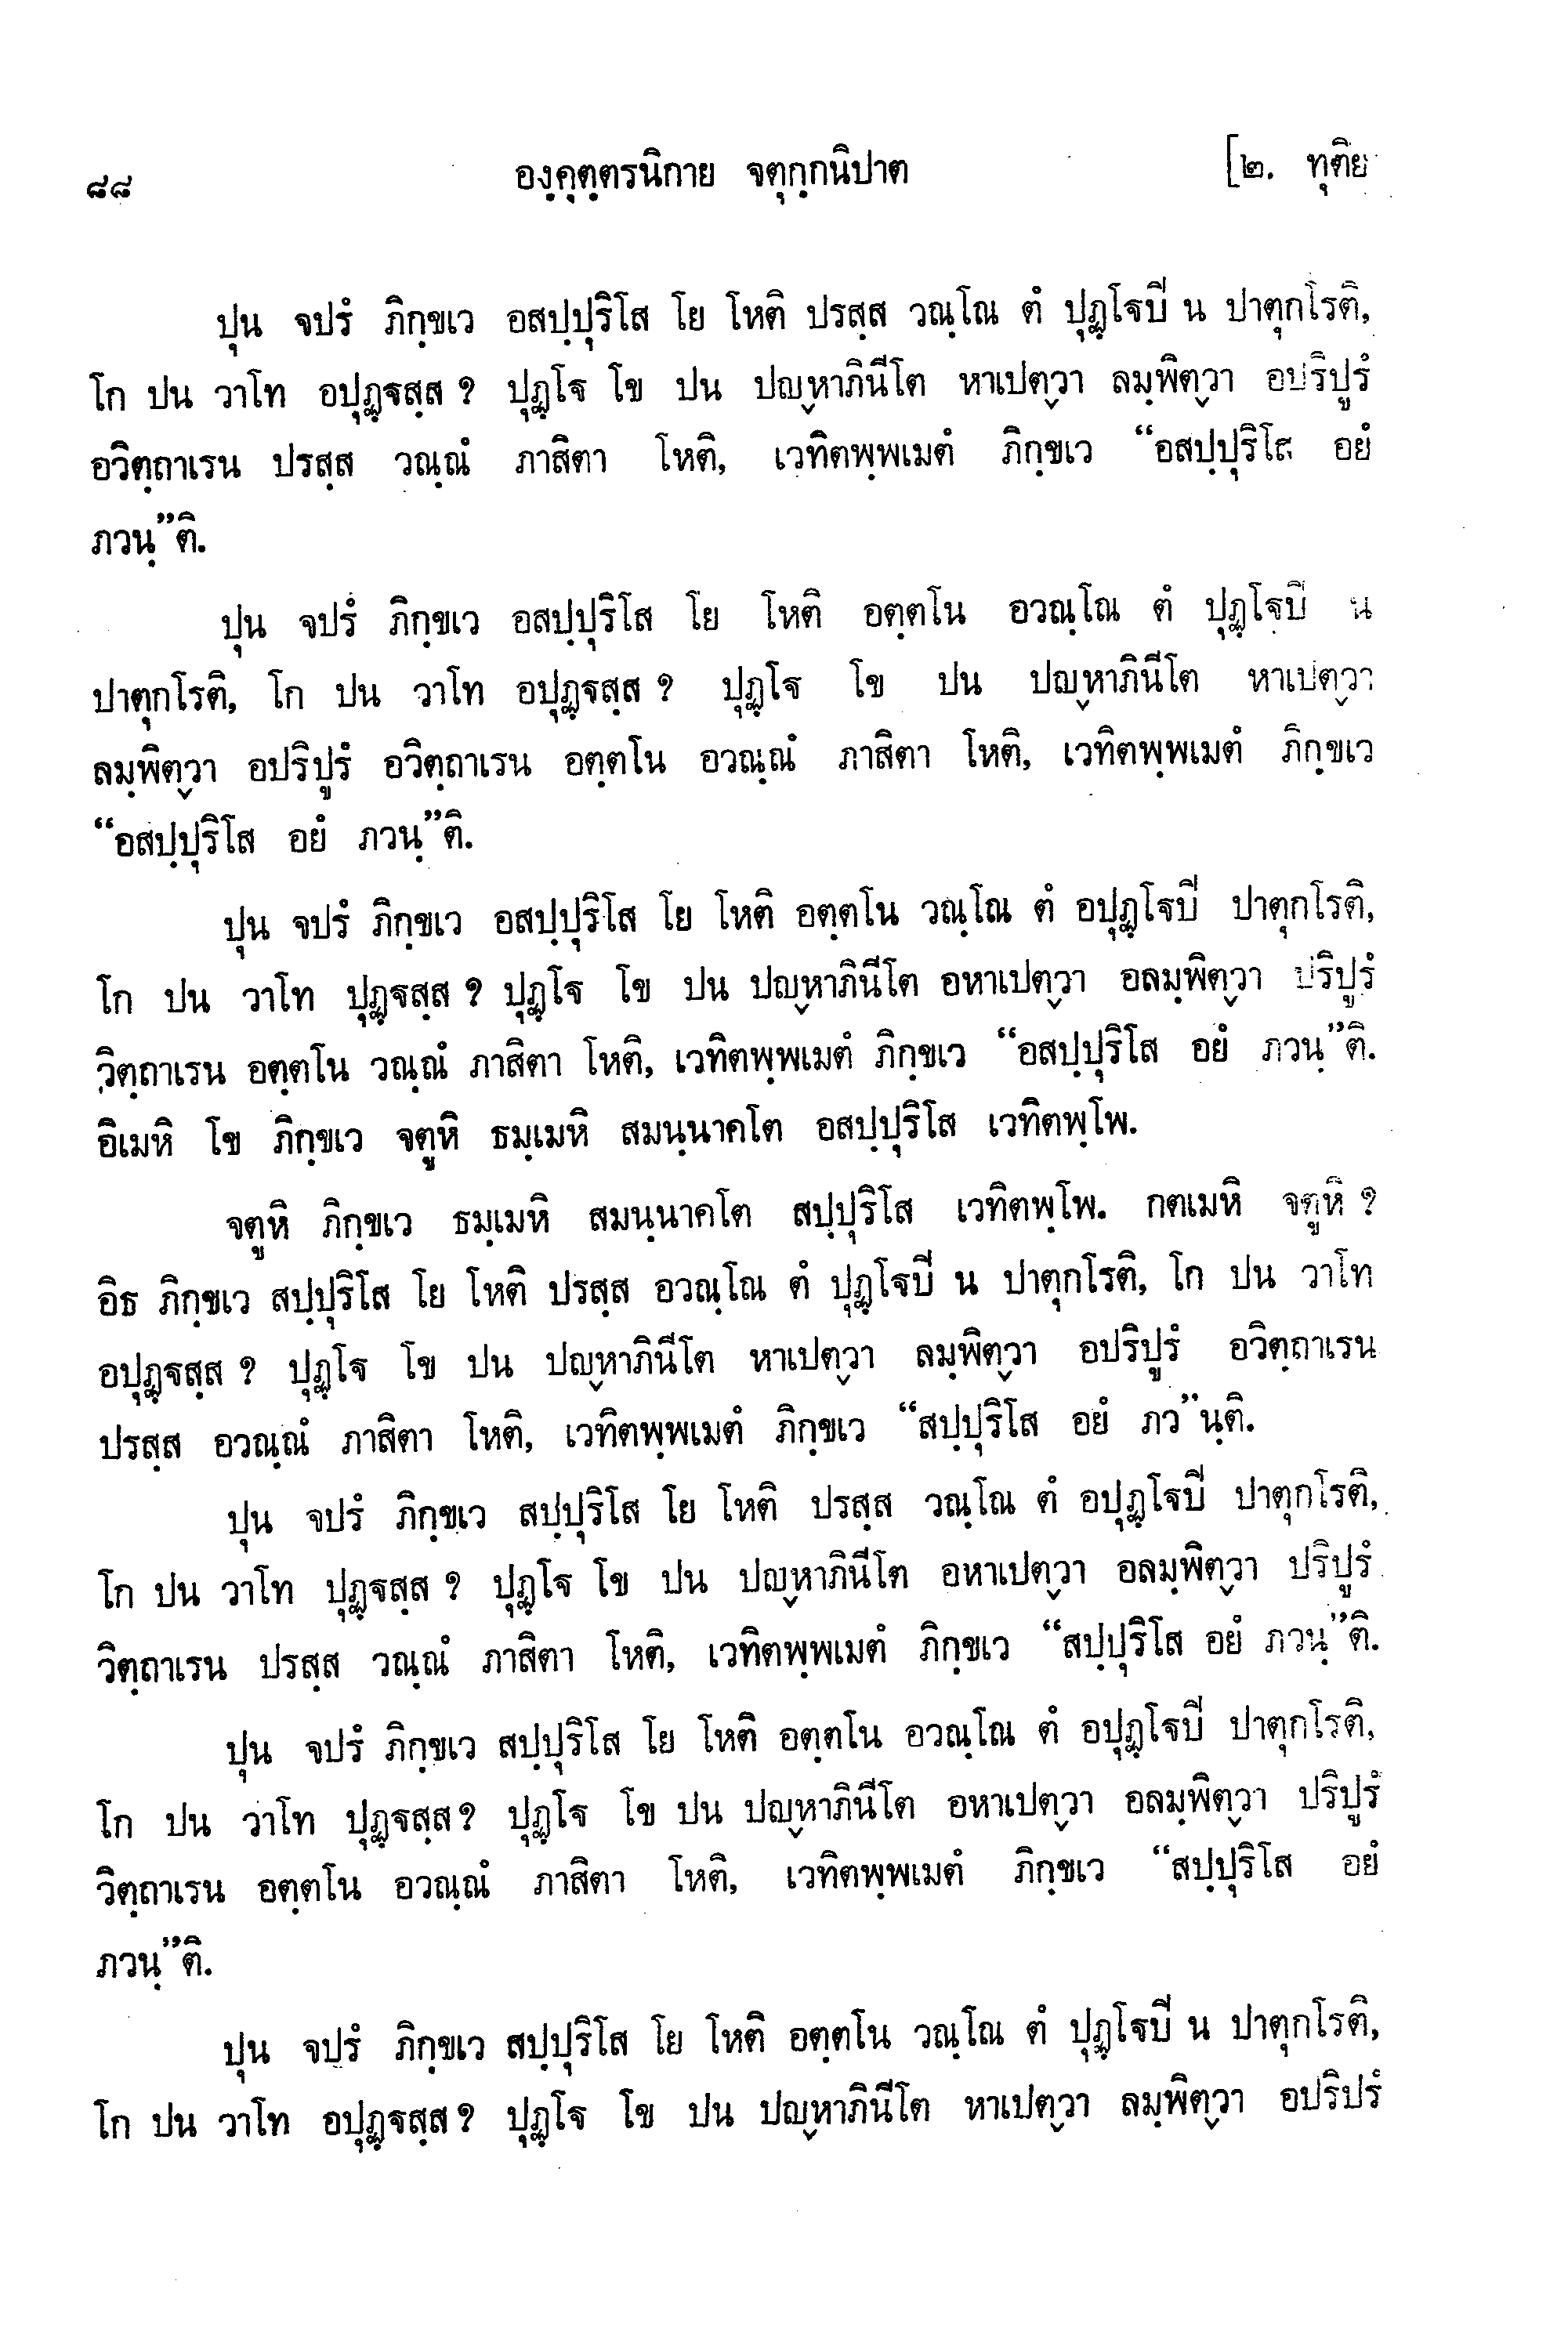 ๘๘ องฺคุตฺตรนิกาย จตุกฺกนิปาต [๒. ทุติย
ปุน จปรํ ภิกฺขเว อสปฺปุริโส โย โหติ ปรสฺส วณฺโณ ตํ ปุฏฺโฐปี น ปาตุกโรติ,
โก ปน วาโท อปุฏฺฐสฺส ? ปุฏฺโฐ โข ปน ปญฺหาภินีโต หาเปตฺวา ลมฺพิตฺวา อปริปูรํ
อวิตฺถาเรน ปรสฺส วณฺณํ ภาสิตา โหติ, เวทิตพฺพเมตํ ภิกฺขเว “อสปฺปุริโส อยํ
ภวนฺ”ติ.
ปุน จปรํ ภิกฺขเว อสปฺปุริโส โย โหติ อตฺตโน อวณฺโณ ตํ ปุฏฺโฐปี น
ปาตุกโรติ, โก ปน วาโท อปุฏฺฐสฺส ? ปุฏฺโฐ โข ปน ปญฺหาภินีโต หาเปตฺวา
ลมฺพิตฺวา อปริปูรํ อวิตฺถาเรน อตฺตโน อวณฺณํ ภาสิตา โหติ, เวทิตพฺพเมตํ ภิกฺขเว
“อสปฺปุริโส อยํ ภวนฺ”ติ.
ปุน จปรํ ภิกฺขเว อสปฺปุริโส โย โหติ อตฺตโน วณฺโณ ตํ อปุฏฺโฐปี ปาตุกโรติ,
โก ปน วาโท ปุฏฺฐสฺส ? ปุฏฺโฐ โข ปน ปญฺหาภินีโต อหาเปตฺวา อลมฺพิตฺวา ปริปูรํ
วิตฺถาเรน อตฺตโน วณฺณํ ภาสิตา โหติ, เวทิตพฺพเมตํ ภิกฺขเว “อสปฺปุริโส อยํ ภวนฺ”ติ.
อิเมหิ โข ภิกฺขเว จตูหิ ธมฺเมหิ สมนฺนาคโต อสปฺปุริโส เวทิตพฺโพ.
จตูหิ ภิกฺขเว ธมฺเมหิ สมนฺนาคโต สปฺปุริโส เวทิตพฺโพ. กตเมหิ จตูหิ ?
อิธ ภิกฺขเว สปฺปุริโส โย โหติ ปรสฺส อวณฺโณ ตํ ปุฏฺโฐปี น ปาตุกโรติ, โก ปน วาโท
อปุฏฺฐสฺส ? ปุฏฺโฐ โข ปน ปญฺหาภินีโต หาเปตฺวา ลมฺพิตฺวา อปริปูรํ อวิตฺถาเรน
ปรสฺส อวณฺณํ ภาสิตา โหติ, เวทิตพฺพเมตํ ภิกฺขเว “สปฺปุริโส อยํ ภว”นฺติ.
ปุน จปรํ ภิกฺขเว สปฺปุริโส โย โหติ ปรสฺส วณฺโณ ตํ อปุฏฺโฐปี ปาตุกโรติ,
โก ปน วาโท ปุฏฺฐสฺส ? ปุฏฺโฐ โข ปน ปญฺหาภินีโต อหาเปตฺวา อลมฺพิตฺวา ปริปูรํ
วิตฺถาเรน ปรสฺส วณฺณํ ภาสิตา โหติ, เวทิตพฺพเมตํ ภิกฺขเว “สปฺปุริโส อยํ ภวนฺ”ติ.
ปุน จปรํ ภิกฺขเว สปฺปุริโส โย โหติ อตฺตโน อวณฺโณ ตํ อปุฏฺโฐปี ปาตุกโรติ,
โก ปน วาโท ปุฏฺฐสฺส? ปุฏฺโฐ โข ปน ปญฺหาภินีโต อหาเปตฺวา อลมฺพิตฺวา ปริปูรํ
วิตฺถาเรน อตฺตโน อวณฺณํ ภาสิตา โหติ, เวทิตพฺพเมตํ ภิกฺขเว “สปฺปุริโส อยํ
ภวนฺ”ติ.
ปุน จปรํ ภิกฺขเว สปฺปุริโส โย โหติ อตฺตโน วณฺโณ ตํ ปุฏฺโฐปี น ปาตุกโรติ,
โก ปน วาโท อปุฏฺฐสฺส? ปุฏฺโฐ โข ปน ปญฺหาภินีโต หาเปตฺวา ลมฺพิตฺวา อปริปรํ